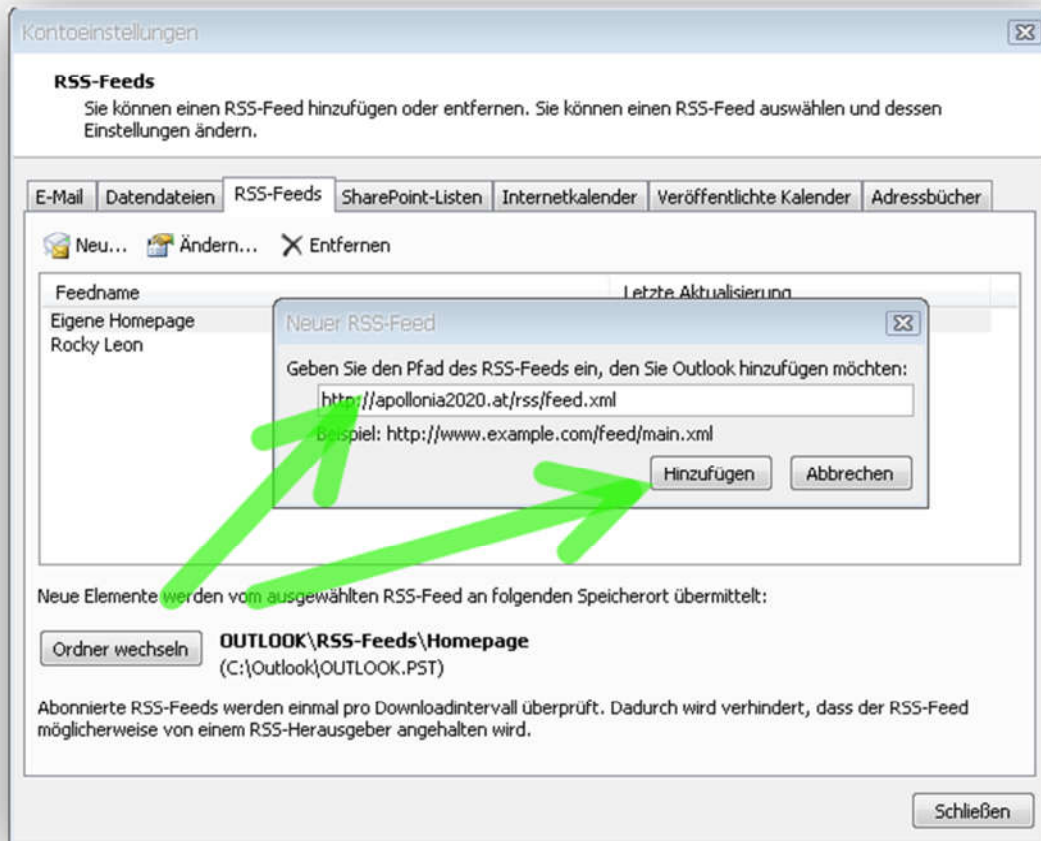 Kontoeinstellungen
RSS-Feeds
Sie können einen RSS-Feed hinzufügen oder entfernen. Sie können einen RSS-Feed auswählen und dessen
Einstellungen ändern.
E-Mail Datendateien RSS-Feeds SharePoint-Listen Internetkalender Veröffentlichte Kalender Adressbücher
Neu... Ändern... Entfernen
Feedname Letzte Aktualisierung
Eigene Homepage
Rocky Leon
Neuer RSS-Feed
Geben Sie den Pfad des RSS-Feeds ein, den Sie Outlook hinzufügen möchten:
http://apollonia2020.at/rss/feed.xml
Beispiel: http://www.example.com/feed/main.xml
Hinzufügen Abbrechen
Neue Elemente werden vom ausgewählten RSS-Feed an folgenden Speicherort übermittelt:
Ordner wechseln OUTLOOK\RSS-Feeds\Homepage
(C:\Outlook\OUTLOOK.PST)
Abonnierte RSS-Feeds werden einmal pro Downloadintervall überprüft. Dadurch wird verhindert, dass der RSS-Feed
möglicherweise von einem RSS-Herausgeber angehalten wird.
Schließen